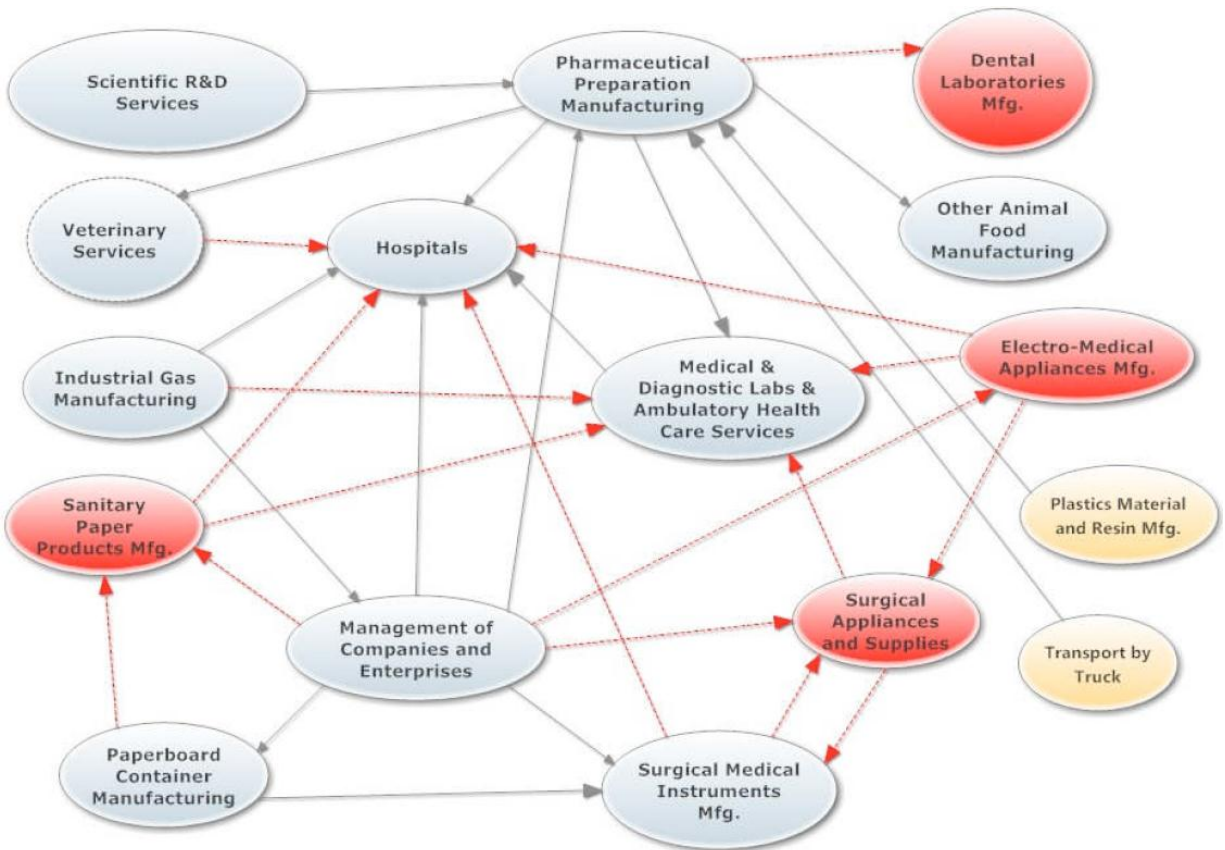 Scientific R&D
Services
Pharmaceutical
Preparation
Manufacturing
Dental
Laboratories
Mfg.
Veterinary
Services
Hospitals
Other Animal
Food
Manufacturing
Industrial Gas
Manufacturing
Medical &
Diagnostic Labs &
Ambulatory Health
Care Services
Electro-Medical
Appliances Mfg.
Sanitary
Paper
Products Mfg.
Plastics Material
and Resin Mfg.
Management of
Companies and
Enterprises
Surgical
Appliances
and Supplies
Transport by
Truck
Paperboard
Container
Manufacturing
Surgical Medical
Instruments
Mfg.